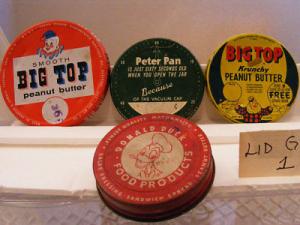 SMOOTH
BIG TOP
peanut butter
Peter Pan
IS JUST SIXTY SECONDS OLD
WHEN YOU OPEN THE JAR
Because
OF THE VACUUM CAP
BIG TOP
Krunchy
PEANUT BUTTER
FREE
DONALD DUCK
FOOD PRODUCTS
LID G
1